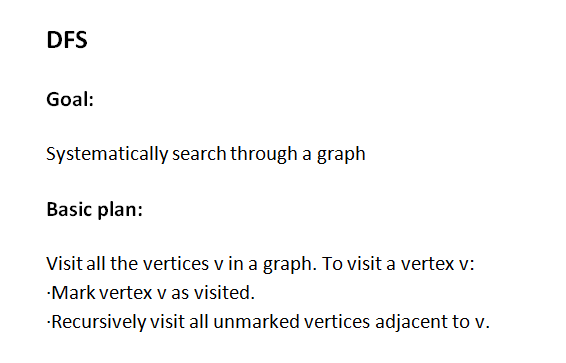 DFS
Goal:
Systematically search through a graph
Basic plan:
Visit all the vertices v in a graph. To visit a vertex v:
·Mark vertex v as visited.
·Recursively visit all unmarked vertices adjacent to v.